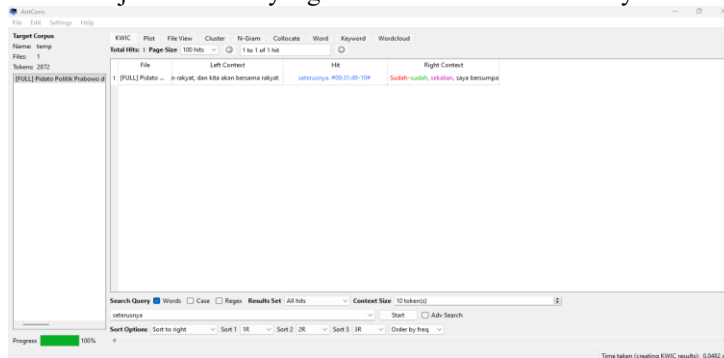 AntConc
File Edit Settings Help
Target Corpus
Name: temp
Files: 1
Tokens: 2872
[FULL] Pidato Politik Prabowo d
Progress 100%
KWIC Plot File View Cluster N-Gram Collocate Word Keyword Wordcloud
Total Hits: 1 Page Size 100 hits 1 to 1 of 1 hit
File Left Context Hit Right Context
1 [FULL] Pidato ... n rakyat, dan kita akan bersama rakyat seterusnya. #00:31:49-10# Sudah-sudah, sekalian, saya bersumpa
Search Query Words Case Regex Results Set All hits Context Size 10 token(s)
seterusnya Start Adv Search
Sort Options Sort to right Sort 1 1R Sort 2 2R Sort 3 3R Order by freq
Time taken (creating KWIC results): 0.0482